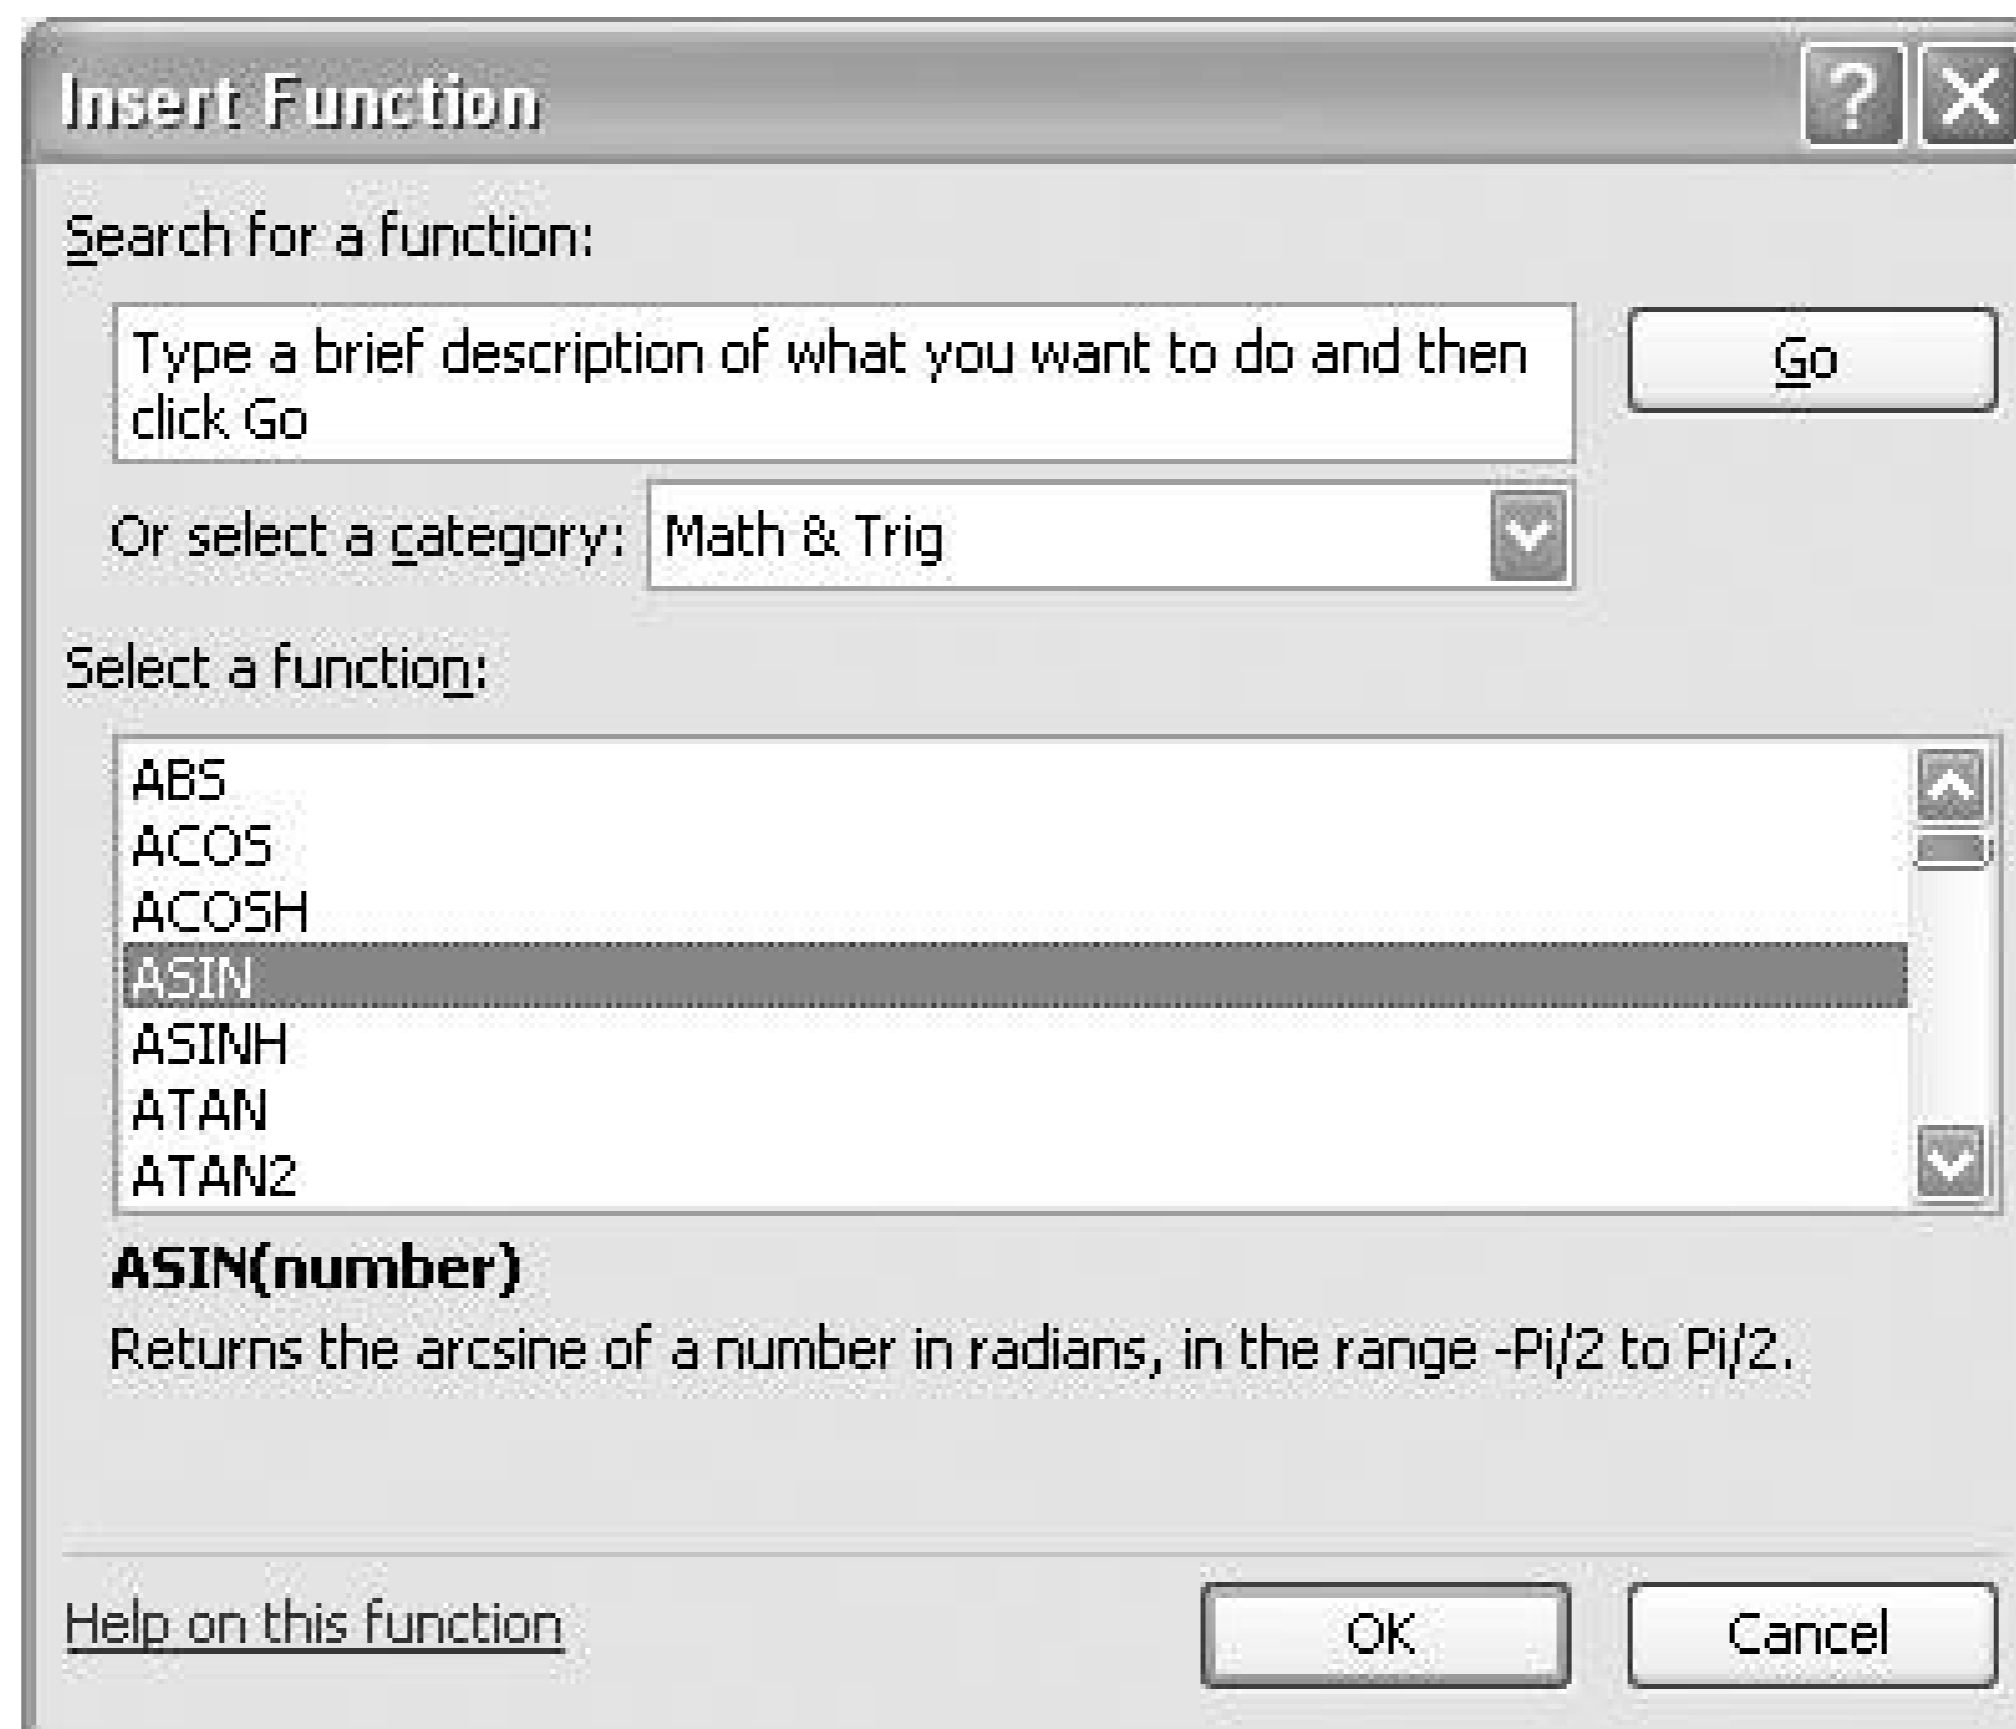 Insert Function
Search for a function:
Type a brief description of what you want to do and then
click Go
Go
Or select a category: Math & Trig
Select a function:
ABS
ACOS
ACOSH
ASIN
ASINH
ATAN
ATAN2
ASIN(number)
Returns the arcsine of a number in radians, in the range -Pi/2 to Pi/2.
Help on this function
OK
Cancel